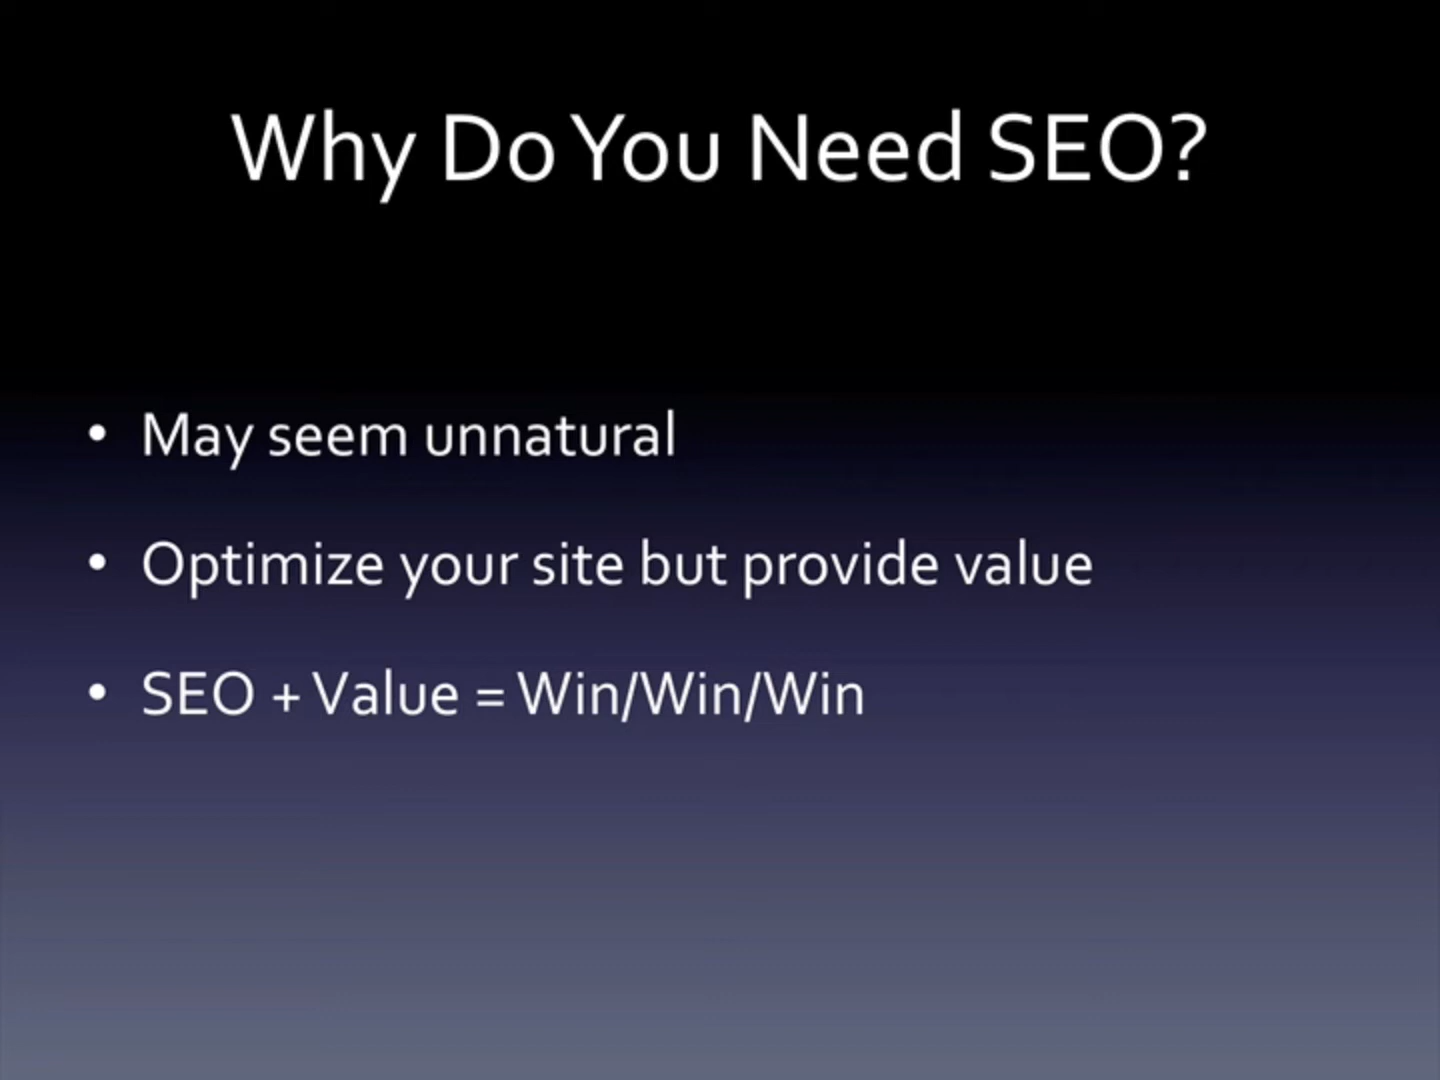 Why Do You Need SEO?
• May seem unnatural
• Optimize your site but provide value
• SEO + Value = Win/Win/Win